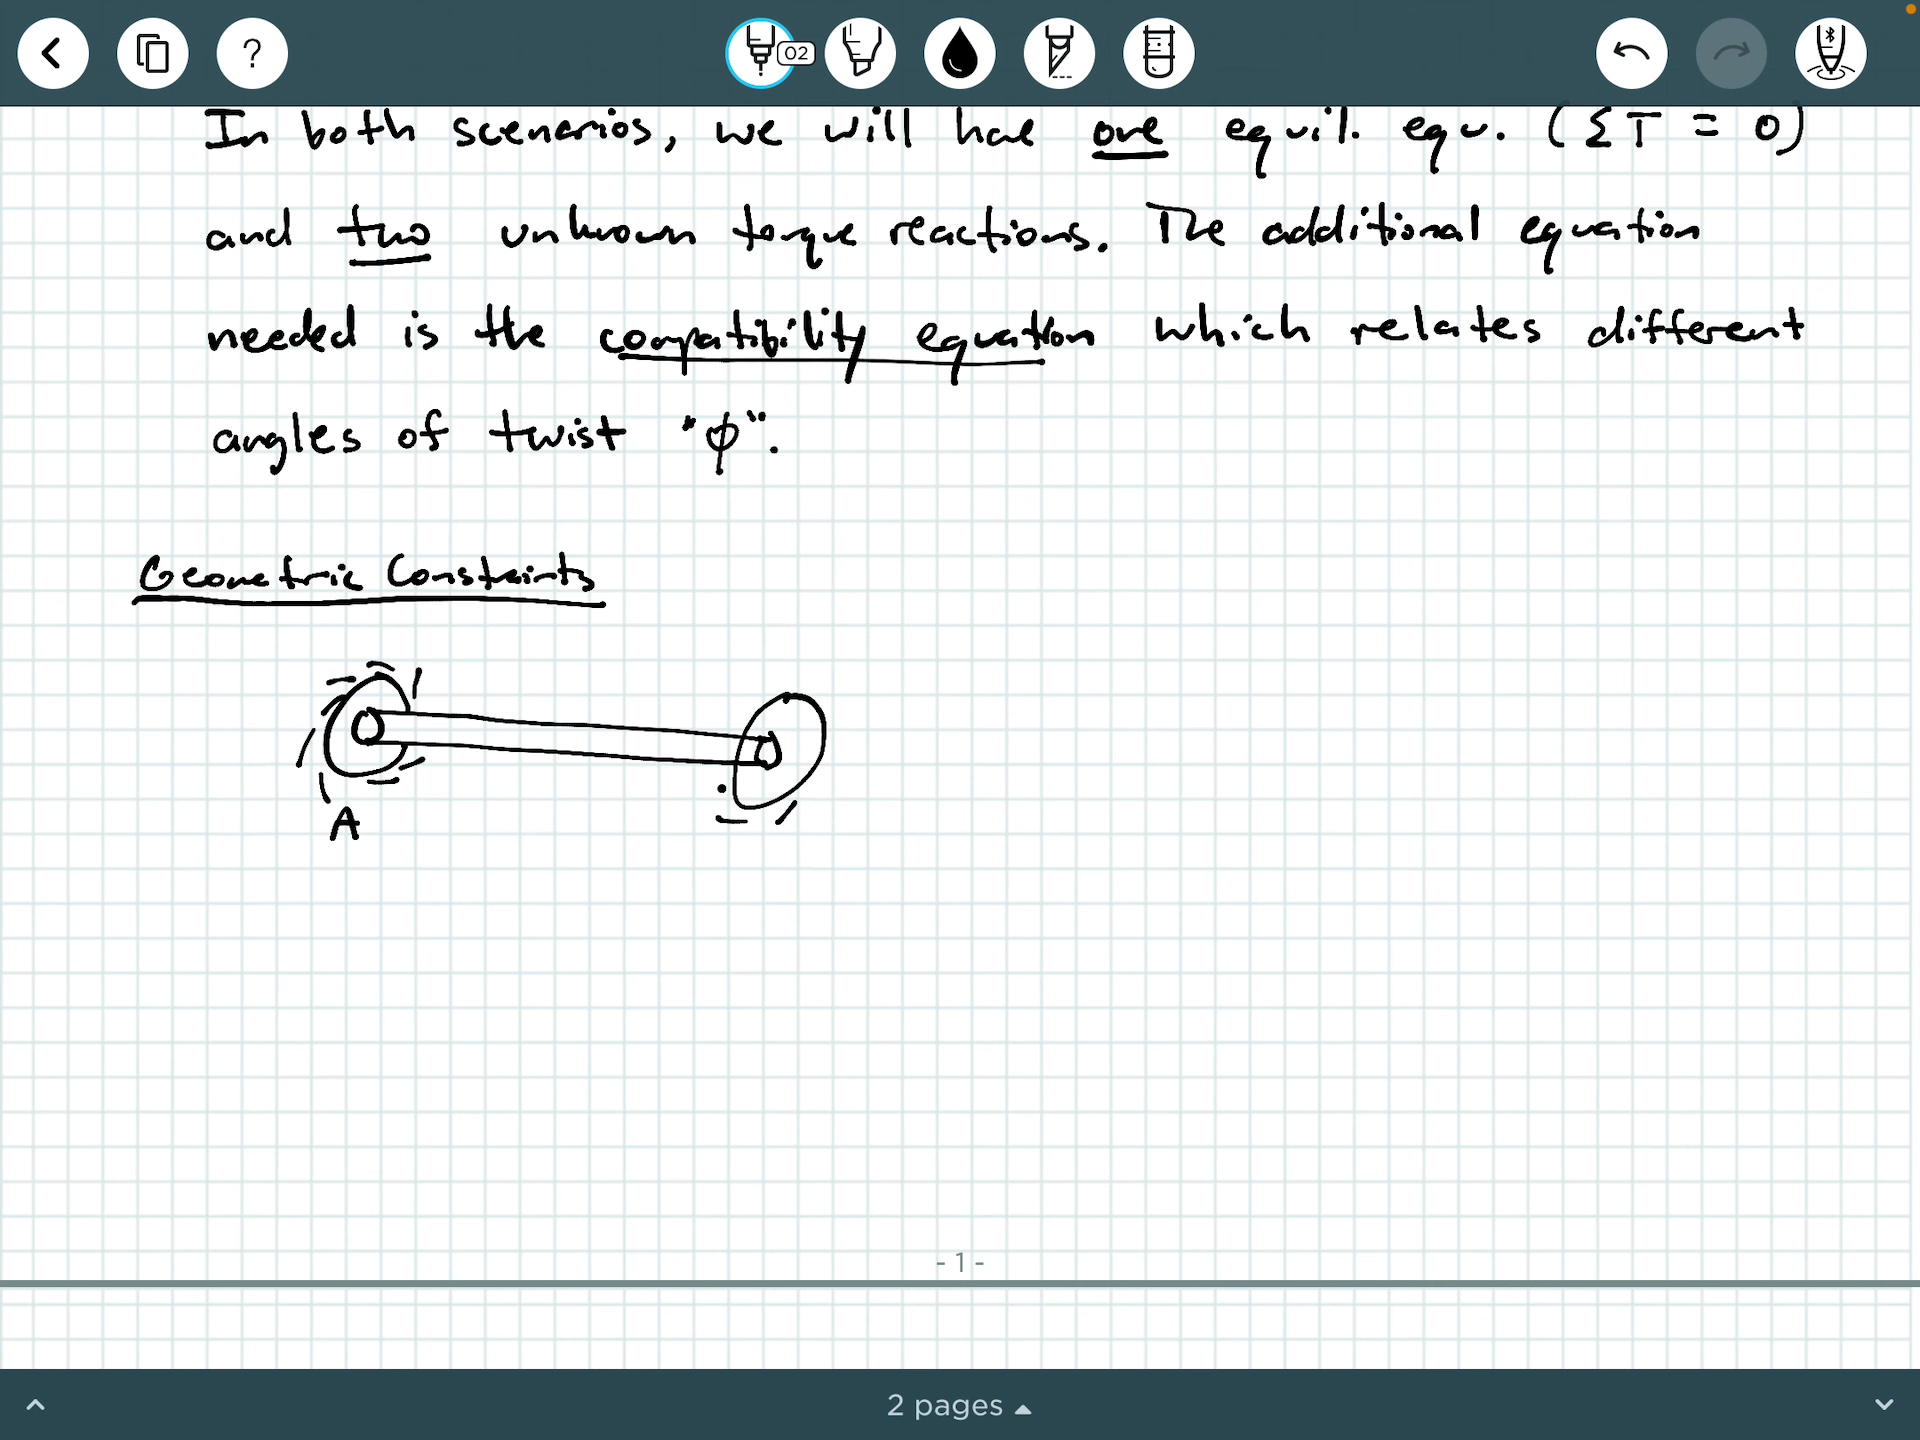 ?
02
In both scenarios, we will have one equil. equ. (ΣT = 0)
and two unknown torque reactions. The additional equation
needed is the compatibility equation which relates different
angles of twist "φ".
Geometric Constraints
A
- 1 -
2 pages